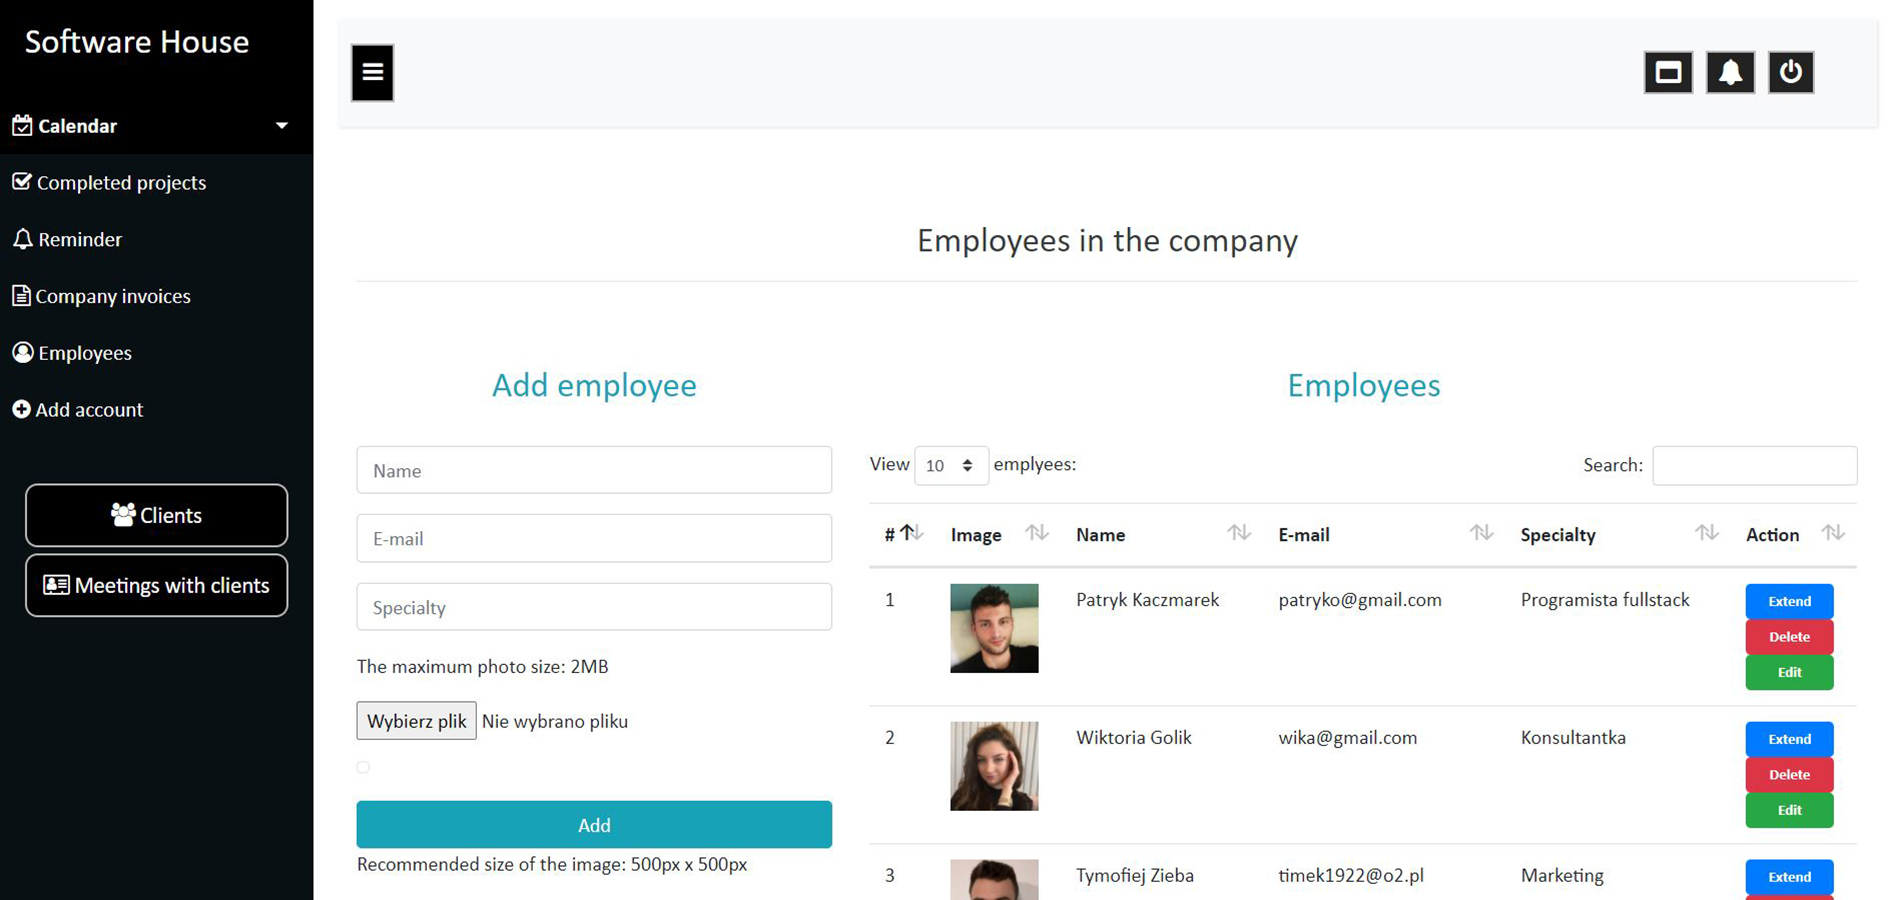 Software House
Calendar
Completed projects
Reminder
Company invoices
Employees
Add account
Clients
Meetings with clients
Employees in the company
Add employee
Name
E-mail
Specialty
The maximum photo size: 2MB
Wybierz plik Nie wybrano pliku
Add
Recommended size of the image: 500px x 500px
Employees
View 10 emplyees:
Search:
# Image Name E-mail Specialty Action
1 Patryk Kaczmarek patryko@gmail.com Programista fullstack Extend
Delete
Edit
2 Wiktoria Golik wika@gmail.com Konsultantka Extend
Delete
Edit
3 Tymofiej Zieba timek1922@o2.pl Marketing Extend